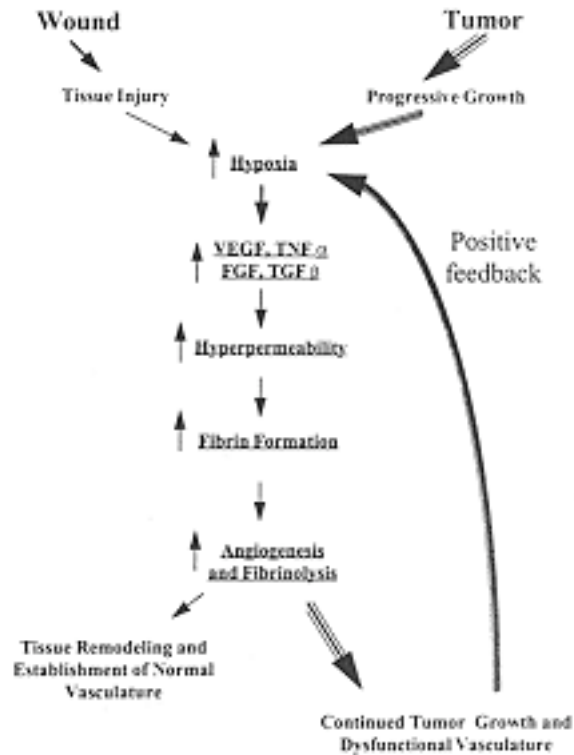 Wound
Tumor
Tissue Injury
Progressive Growth
Hypoxia
VEGF, TNF α
FGF, TGF β
Positive
feedback
Hyperpermeability
Fibrin Formation
Angiogenesis
and Fibrinolysis
Tissue Remodeling and
Establishment of Normal
Vasculature
Continued Tumor Growth and
Dysfunctional Vasculature